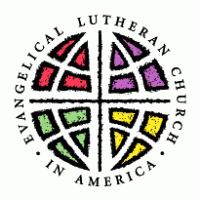 EVANGELICAL LUTHERAN CHURCH
· IN AMERICA ·